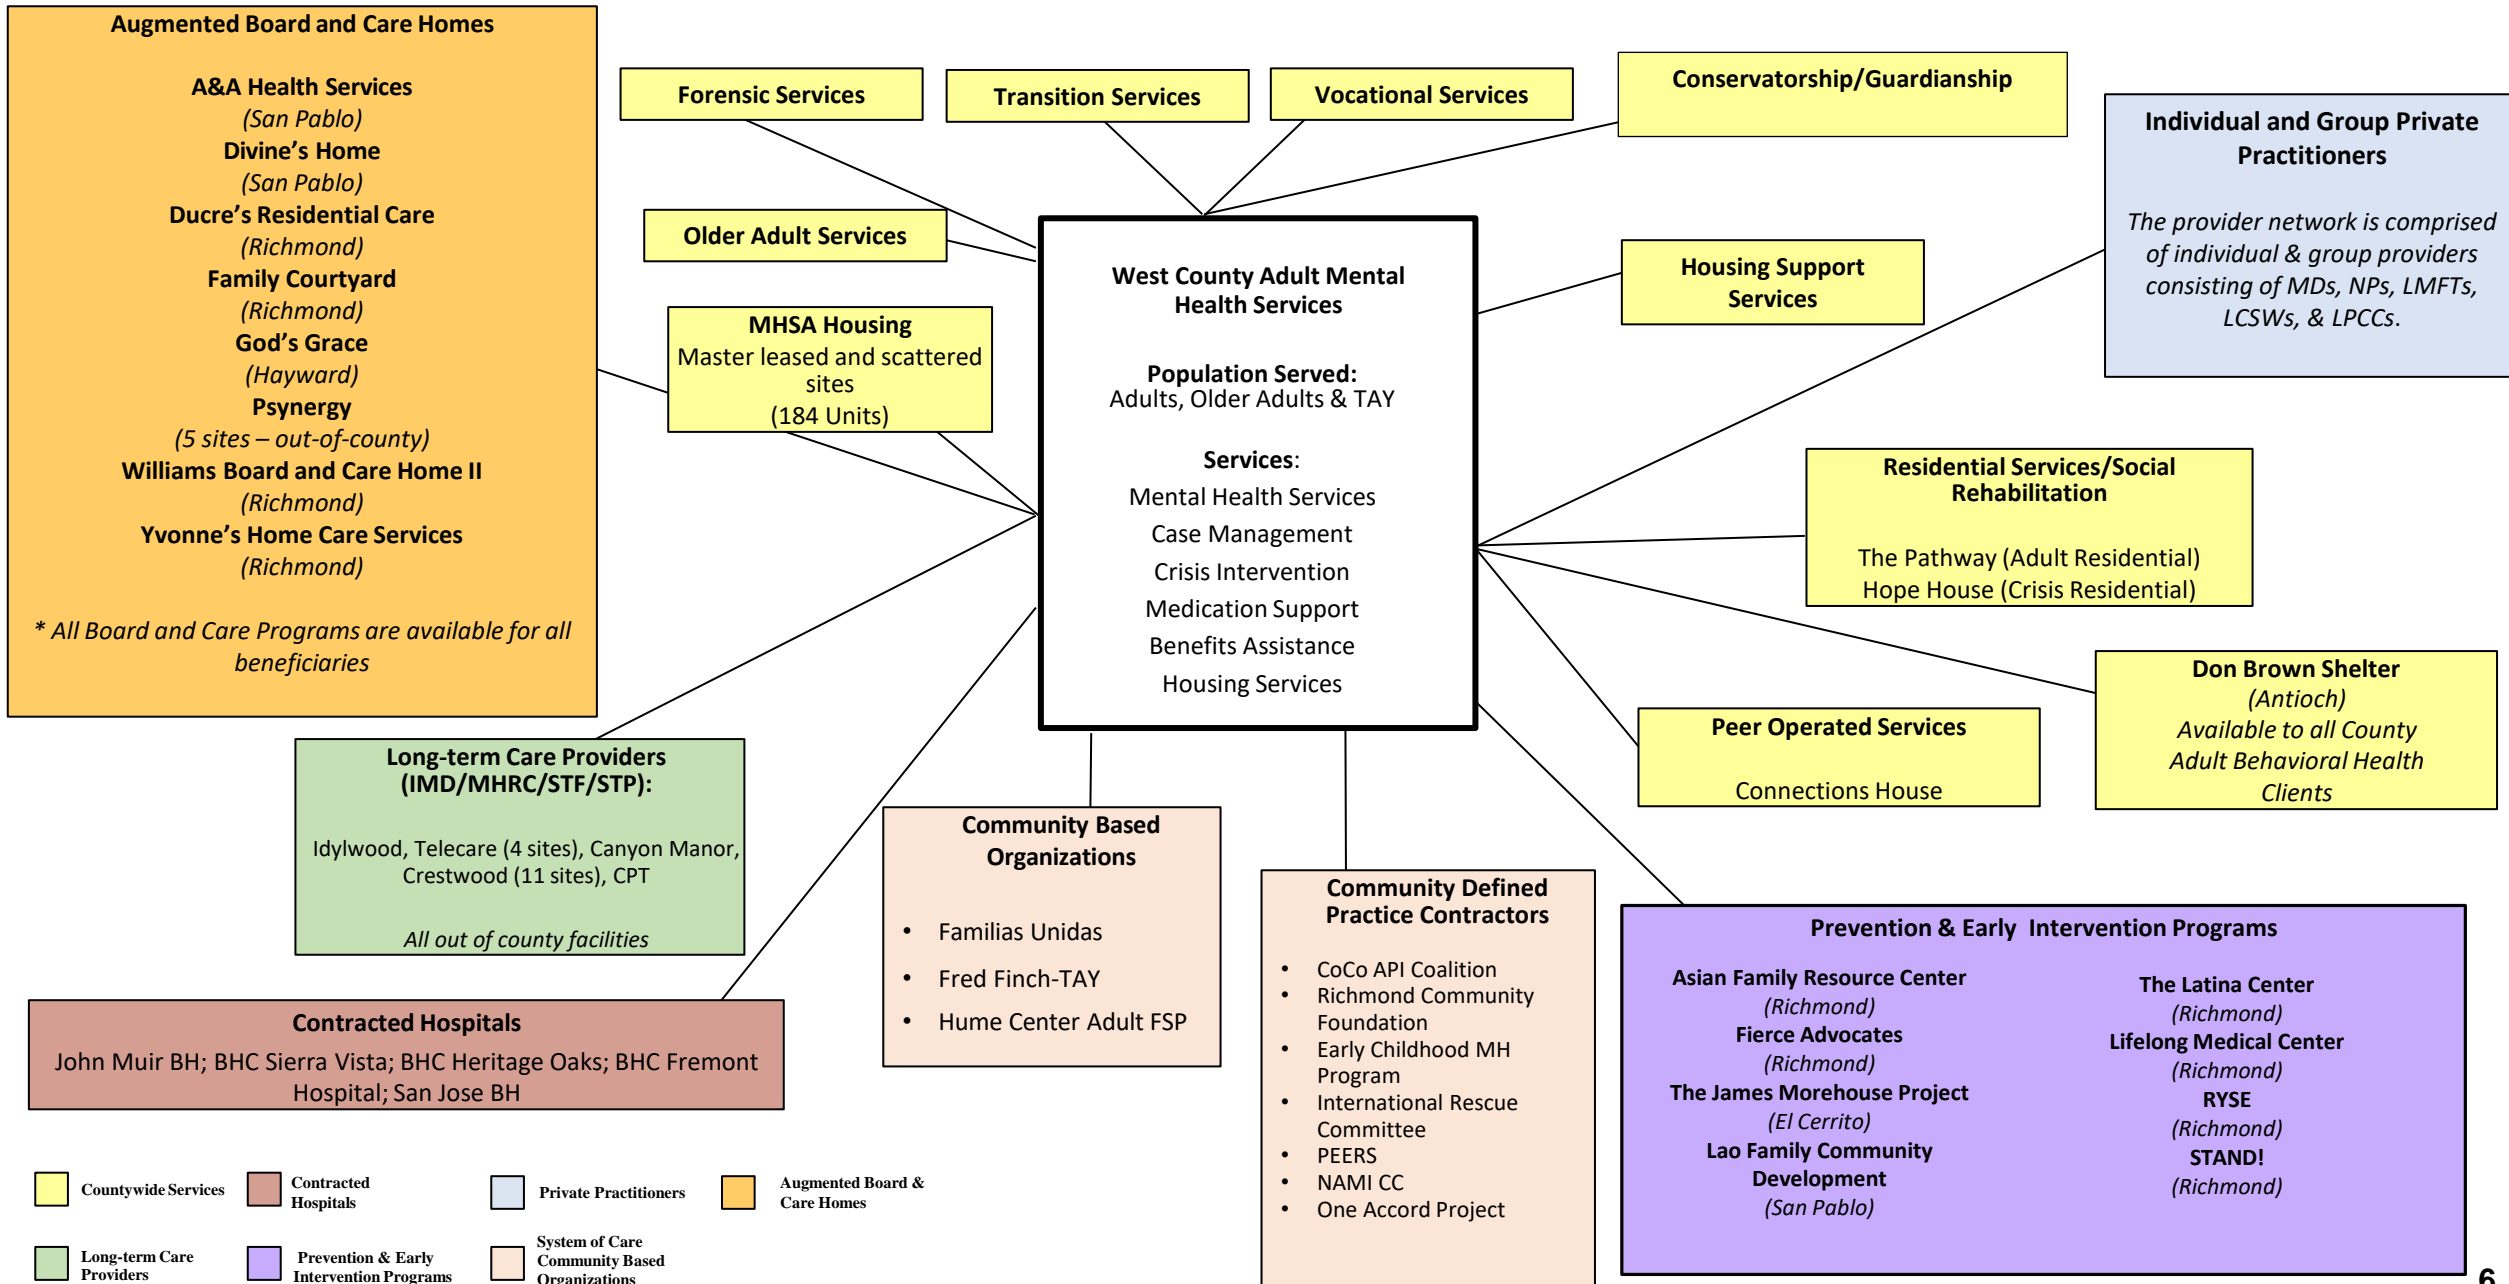 Augmented Board and Care Homes
A&A Health Services
(San Pablo)
Divine’s Home
(San Pablo)
Ducre’s Residential Care
(Richmond)
Family Courtyard
(Richmond)
God’s Grace
(Hayward)
Psynergy
(5 sites – out-of-county)
Williams Board and Care Home II
(Richmond)
Yvonne’s Home Care Services
(Richmond)
* All Board and Care Programs are available for all
beneficiaries
Forensic Services
Transition Services
Vocational Services
Conservatorship/Guardianship
Individual and Group Private
Practitioners
The provider network is comprised
of individual & group providers
consisting of MDs, NPs, LMFTs,
LCSWs, & LPCCs.
Older Adult Services
MHSA Housing
Master leased and scattered
sites
(184 Units)
West County Adult Mental
Health Services
Population Served:
Adults, Older Adults & TAY
Services:
Mental Health Services
Case Management
Crisis Intervention
Medication Support
Benefits Assistance
Housing Services
Housing Support
Services
Residential Services/Social
Rehabilitation
The Pathway (Adult Residential)
Hope House (Crisis Residential)
Don Brown Shelter
(Antioch)
Available to all County
Adult Behavioral Health
Clients
Peer Operated Services
Connections House
Long-term Care Providers
(IMD/MHRC/STF/STP):
Idylwood, Telecare (4 sites), Canyon Manor,
Crestwood (11 sites), CPT
All out of county facilities
Contracted Hospitals
John Muir BH; BHC Sierra Vista; BHC Heritage Oaks; BHC Fremont
Hospital; San Jose BH
Community Based
Organizations
• Familias Unidas
• Fred Finch-TAY
• Hume Center Adult FSP
Community Defined
Practice Contractors
• CoCo API Coalition
• Richmond Community
Foundation
• Early Childhood MH
Program
• International Rescue
Committee
• PEERS
• NAMI CC
• One Accord Project
Prevention & Early Intervention Programs
Asian Family Resource Center
(Richmond)
Fierce Advocates
(Richmond)
The James Morehouse Project
(El Cerrito)
Lao Family Community
Development
(San Pablo)
The Latina Center
(Richmond)
Lifelong Medical Center
(Richmond)
RYSE
(Richmond)
STAND!
(Richmond)
Countywide Services
Contracted
Hospitals
Private Practitioners
Augmented Board &
Care Homes
Long-term Care
Providers
Prevention & Early
Intervention Programs
System of Care
Community Based
Organizations
6